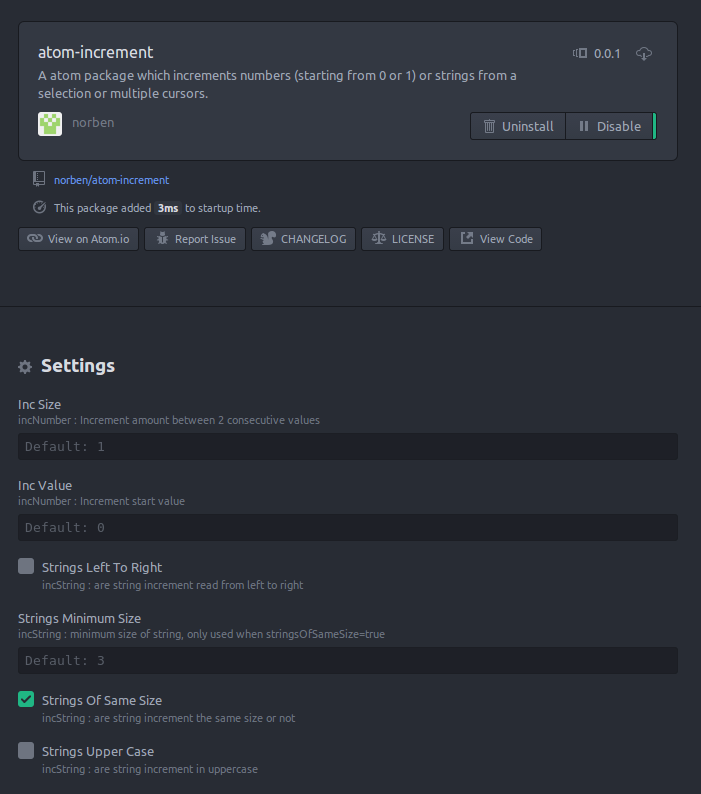 atom-increment
0.0.1
A atom package which increments numbers (starting from 0 or 1) or strings from a
selection or multiple cursors.
norben
Uninstall
Disable
norben/atom-increment
This package added 3ms to startup time.
View on Atom.io
Report Issue
CHANGELOG
LICENSE
View Code
Settings
Inc Size
incNumber : Increment amount between 2 consecutive values
Default: 1
Inc Value
incNumber : Increment start value
Default: 0
Strings Left To Right
incString : are string increment read from left to right
Strings Minimum Size
incString : minimum size of string, only used when stringsOfSameSize=true
Default: 3
Strings Of Same Size
incString : are string increment the same size or not
Strings Upper Case
incString : are string increment in uppercase